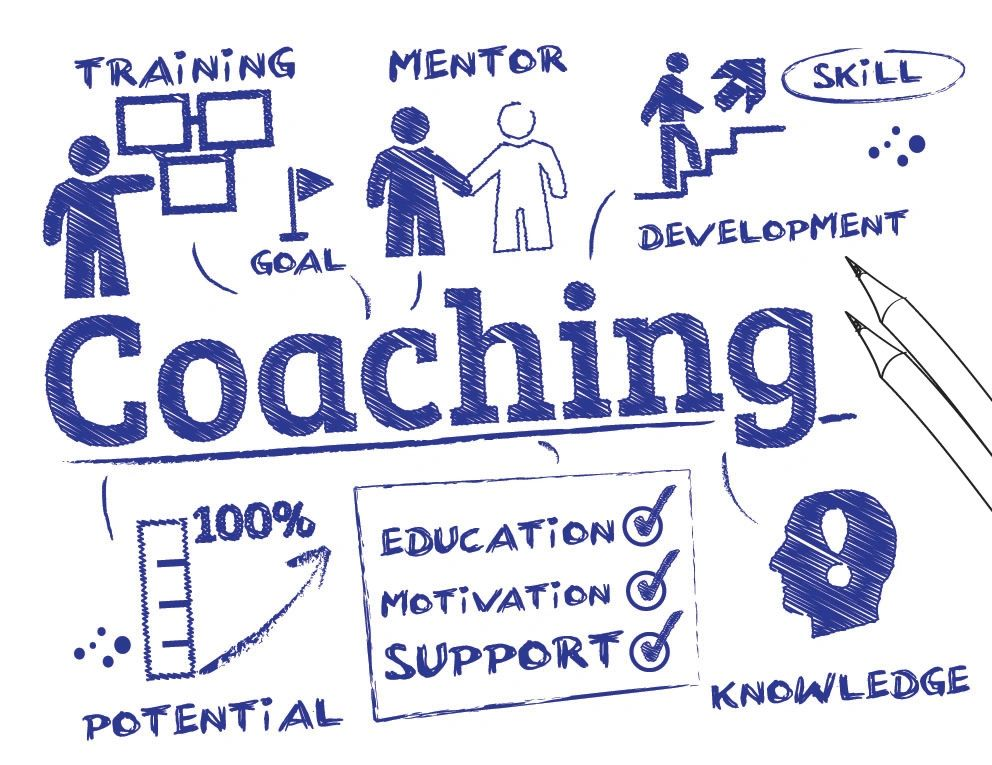 TRAiNiNG
MENTOR
SKiLL
GOAL
DEVELOPMENT
Coaching
100%
EDUCATiON
MOTiVATiON
SUPPORT
POTENTiAL
KNOWLEDGE